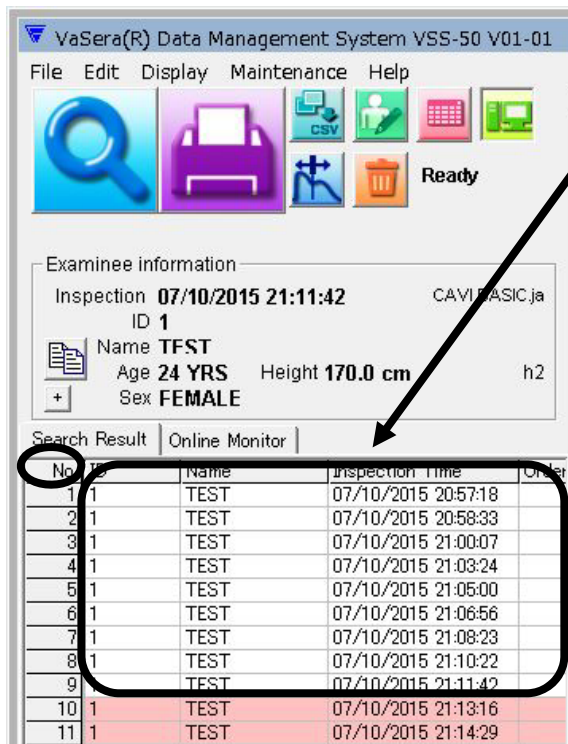 VaSera(R) Data Management System VSS-50 V01-01
File Edit Display Maintenance Help
CSV
Ready
Examinee information
Inspection 07/10/2015 21:11:42 CAVI BASIC.ja
ID 1
Name TEST
Age 24 YRS Height 170.0 cm h2
+ Sex FEMALE
Search Result Online Monitor
No ID Name Inspection Time Order
1 1 TEST 07/10/2015 20:57:18
2 1 TEST 07/10/2015 20:58:33
3 1 TEST 07/10/2015 21:00:07
4 1 TEST 07/10/2015 21:03:24
5 1 TEST 07/10/2015 21:05:00
6 1 TEST 07/10/2015 21:06:56
7 1 TEST 07/10/2015 21:08:23
8 1 TEST 07/10/2015 21:10:22
9 1 TEST 07/10/2015 21:11:42
10 1 TEST 07/10/2015 21:13:16
11 1 TEST 07/10/2015 21:14:29